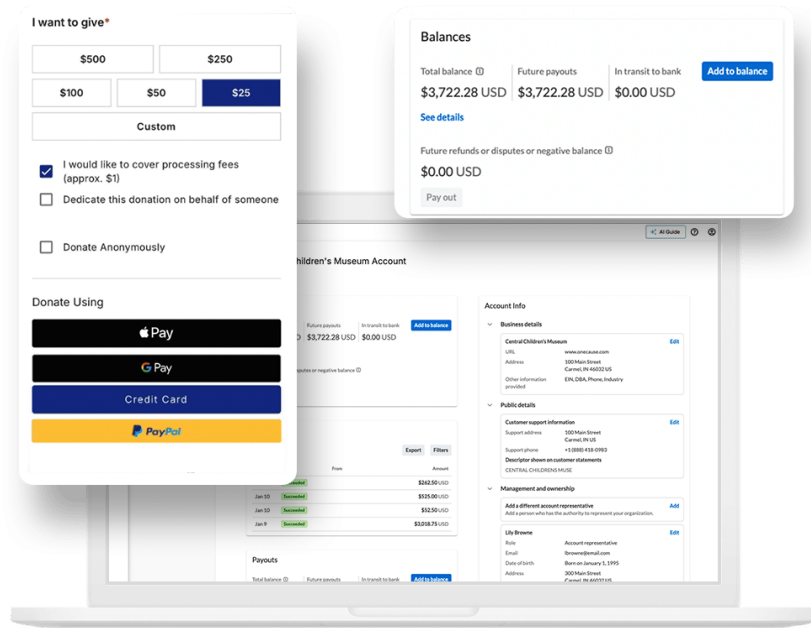 I want to give*
$500
$250
$100
$50
$25
Custom
I would like to cover processing fees
(approx. $1)
Dedicate this donation on behalf of someone
Donate Anonymously
Donate Using
Pay
G Pay
Credit Card
PayPal
Balances
Total balance
Future payouts
In transit to bank
Add to balance
$3,722.28 USD
$3,722.28 USD
$0.00 USD
See details
Future refunds or disputes or negative balance
$0.00 USD
Pay out
AI Guide
hildren's Museum Account
Future payouts
In transit to bank
Add to balance
$3,722.28 USD
$0.00 USD
sputes or negative balance
Export
Filters
From
Amount
$262.50 USD
Jan 10
Succeeded
$525.00 USD
Jan 10
Succeeded
$52.50 USD
Jan 9
Succeeded
$3,018.75 USD
Payouts
Total balance
Future payouts
In transit to bank
Add to balance
Account Info
Business details
Central Children's Museum
Edit
URL
www.onecause.com
Address
100 Main Street
Carmel, IN 46032 US
Other information
provided
EIN, DBA, Phone, Industry
Public details
Customer support information
Edit
Support address
100 Main Street
Carmel, IN US
Support phone
+1 (888) 418-0983
Descriptor shown on customer statements
CENTRAL CHILDRENS MUSE
Management and ownership
Add a different account representative
Add
Add a person who has the authority to represent your organization.
Lily Browne
Edit
Role
Account representative
Email
lbrowne@email.com
Date of birth
Born on January 1, 1995
Address
300 Main Street
Carmel, IN 46032 US